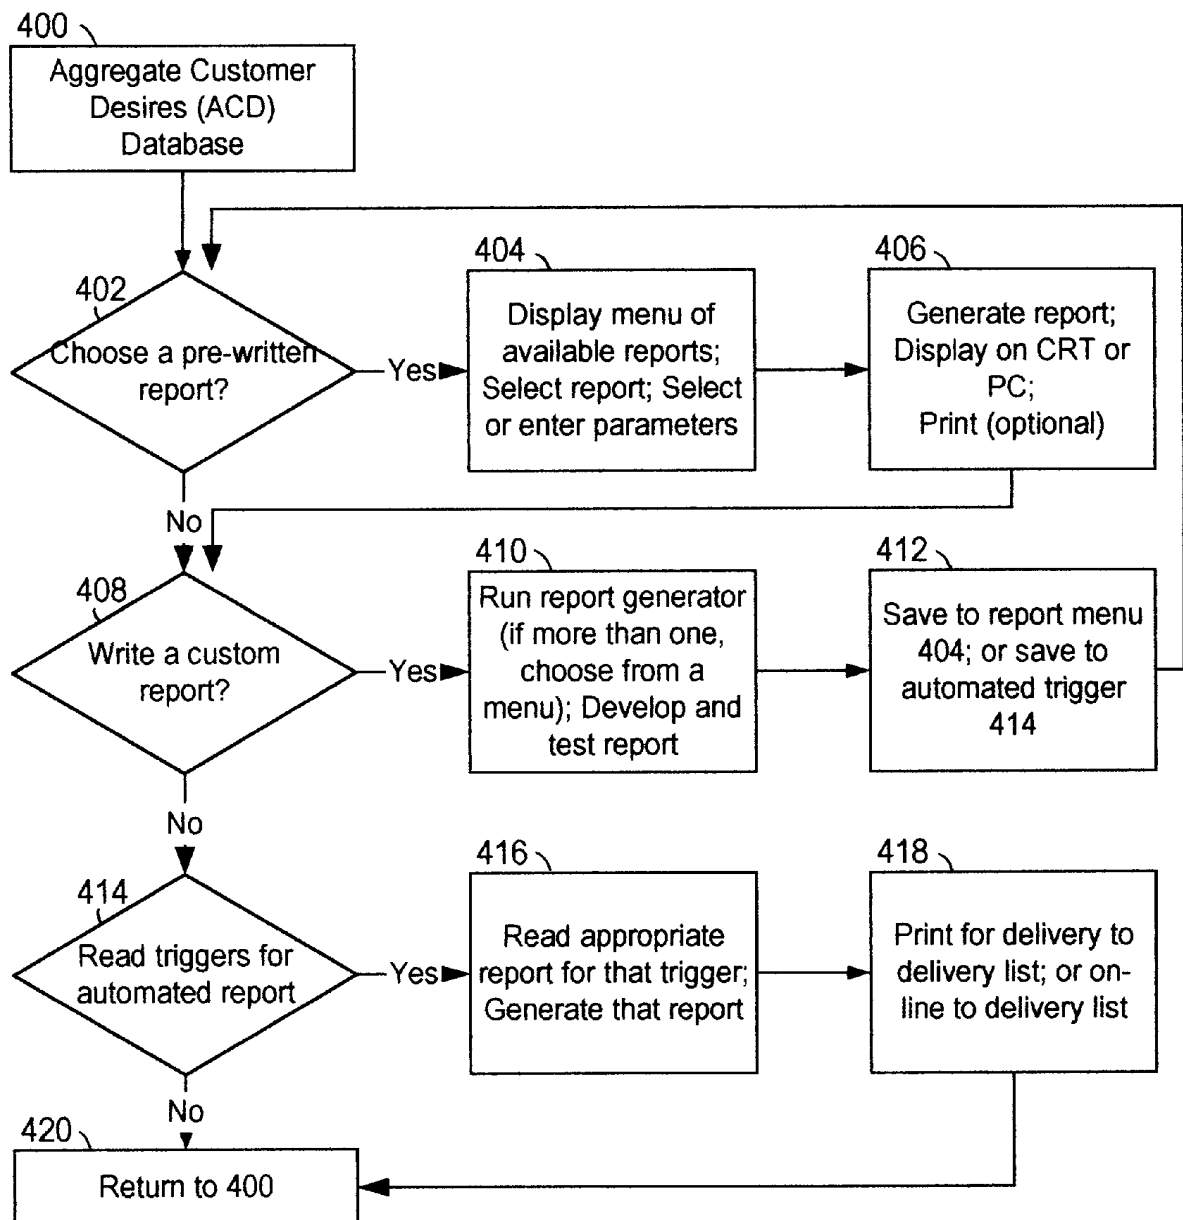 400
Aggregate Customer
Desires (ACD)
Database
402
Choose a pre-written
report?
Yes
404
Display menu of
available reports;
Select report; Select
or enter parameters
406
Generate report;
Display on CRT or
PC;
Print (optional)
No
408
Write a custom
report?
Yes
410
Run report generator
(if more than one,
choose from a
menu); Develop and
test report
412
Save to report menu
404; or save to
automated trigger
414
No
414
Read triggers for
automated report
Yes
416
Read appropriate
report for that trigger;
Generate that report
418
Print for delivery to
delivery list; or on-
line to delivery list
No
420
Return to 400